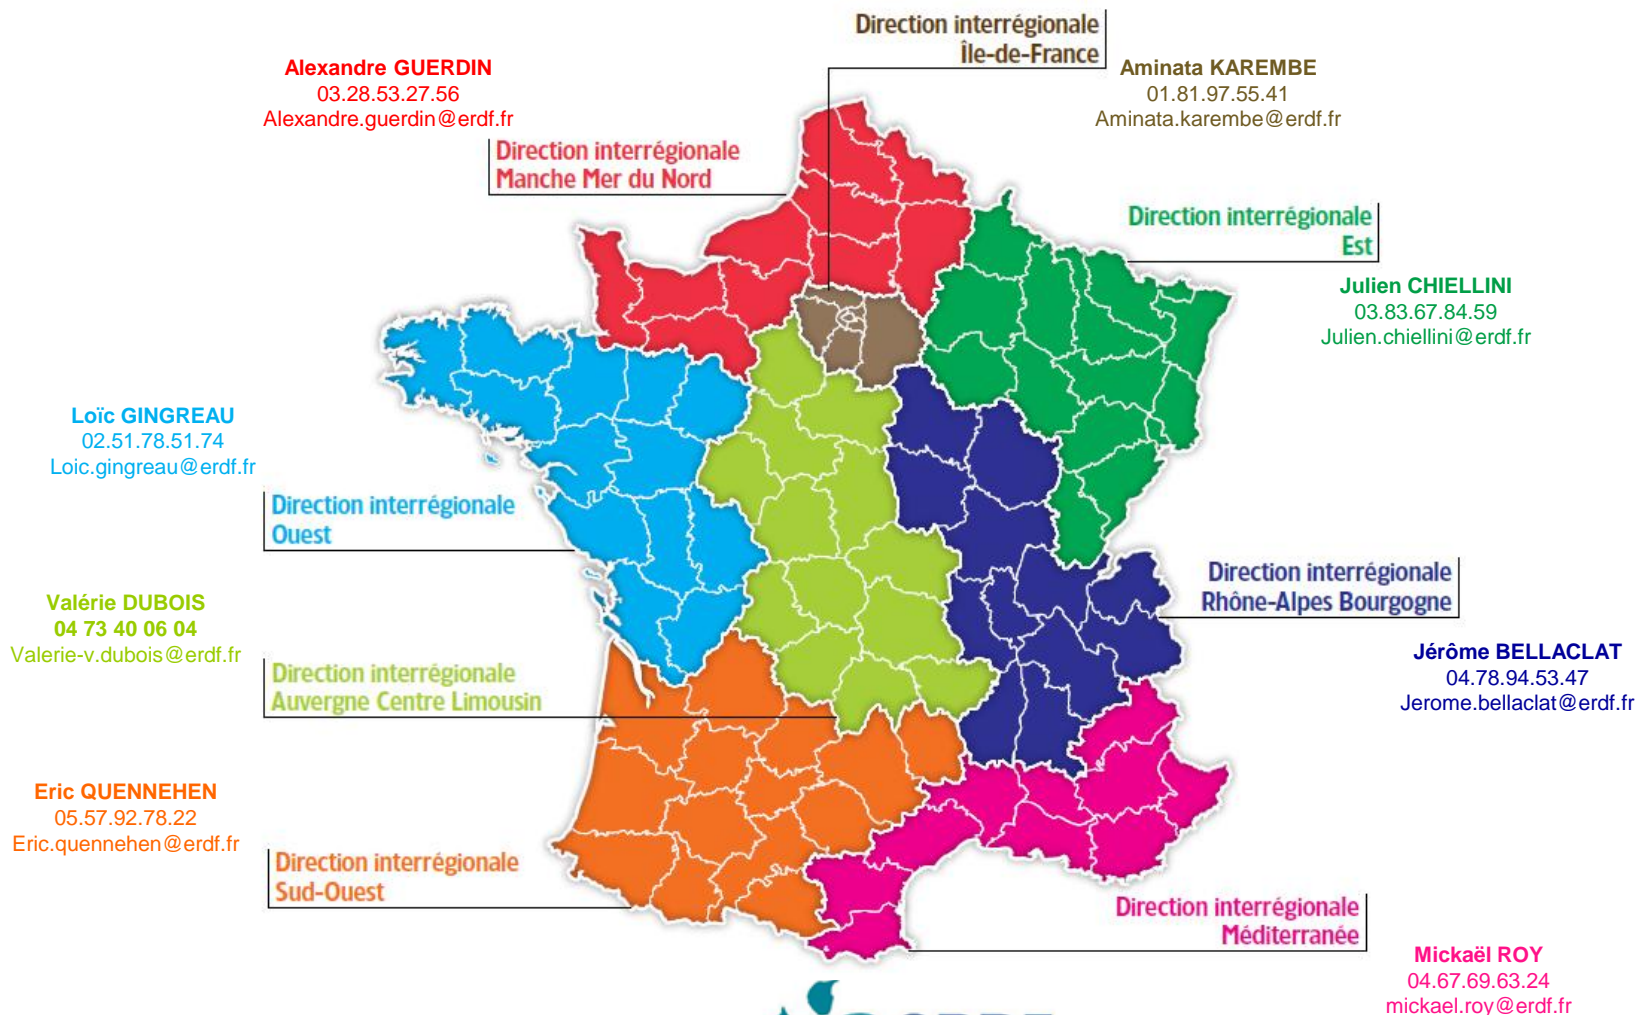 Direction interrégionale
Île-de-France
Alexandre GUERDIN
03.28.53.27.56
Alexandre.guerdin@erdf.fr
Aminata KAREMBE
01.81.97.55.41
Aminata.karembe@erdf.fr
Direction interrégionale
Manche Mer du Nord
Direction interrégionale
Est
Julien CHIELLINI
03.83.67.84.59
Julien.chiellini@erdf.fr
Loïc GINGREAU
02.51.78.51.74
Loic.gingreau@erdf.fr
Direction interrégionale
Ouest
Direction interrégionale
Rhône-Alpes Bourgogne
Valérie DUBOIS
04 73 40 06 04
Valerie-v.dubois@erdf.fr
Jérôme BELLACLAT
04.78.94.53.47
Jerome.bellaclat@erdf.fr
Direction interrégionale
Auvergne Centre Limousin
Eric QUENNEHEN
05.57.92.78.22
Eric.quennehen@erdf.fr
Direction interrégionale
Sud-Ouest
Direction interrégionale
Méditerranée
Mickaël ROY
04.67.69.63.24
mickael.roy@erdf.fr